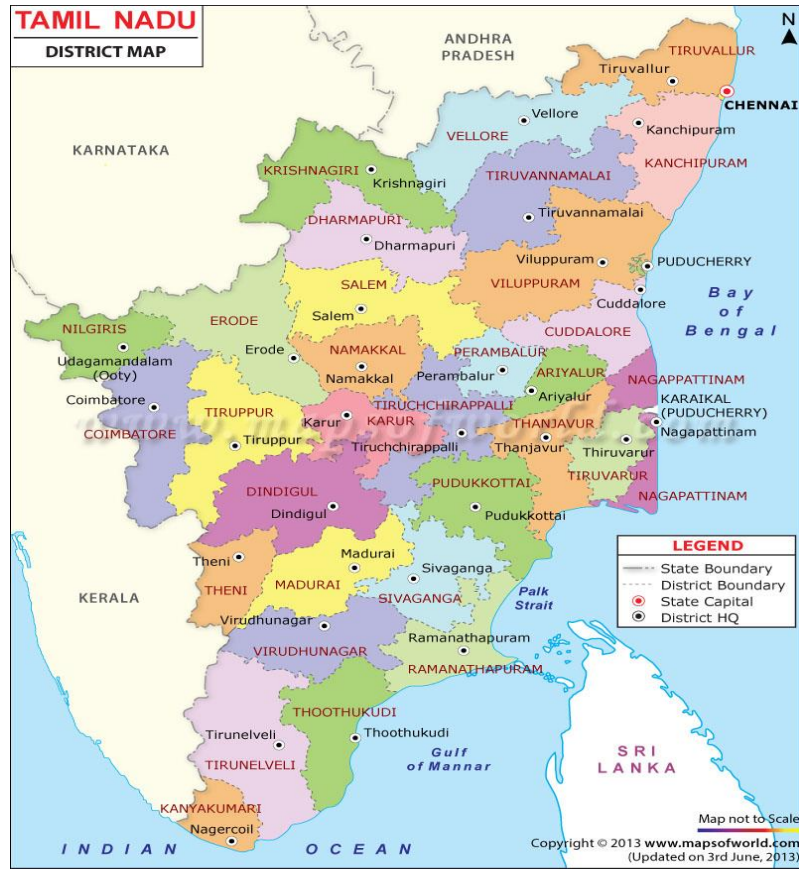 TAMIL NADU
DISTRICT MAP
N
ANDHRA
PRADESH
TIRUVALLUR
Tiruvallur
CHENNAI
Vellore
VELLORE
Kanchipuram
KANCHIPURAM
KARNATAKA
KRISHNAGIRI
Krishnagiri
TIRUVANNAMALAI
Tiruvannamalai
DHARMAPURI
Dharmapuri
Viluppuram
VILUPPURAM
PUDUCHERRY
SALEM
Salem
Cuddalore
CUDDALORE
Bay
of
Bengal
NILGIRIS
ERODE
Udagamandalam
(Ooty)
Erode
NAMAKKAL
Namakkal
PERAMBALUR
Perambalur
ARIYALUR
Ariyalur
NAGAPPATTINAM
Coimbatore
COIMBATORE
TIRUPPUR
Tiruppur
Karur
KARUR
TIRUCHCHIRAPPALLI
Tiruchchirappalli
THANJAVUR
Thanjavur
KARAIKAL
(PUDUCHERRY)
Nagapattinam
Thiruvarur
TIRUVARUR
NAGAPATTINAM
www.mapsofworld.com
DINDIGUL
Dindigul
PUDUKKOTTAI
Pudukkottai
Theni
THENI
Madurai
MADURAI
Sivaganga
SIVAGANGA
Palk
Strait
LEGEND
State Boundary
District Boundary
State Capital
District HQ
KERALA
Virudhunagar
VIRUDHUNAGAR
Ramanathapuram
RAMANATHAPURAM
THOOTHUKUDI
Thoothukudi
Tirunelveli
TIRUNELVELI
Gulf
of Mannar
SRI
LANKA
KANYAKUMARI
Nagercoil
INDIAN OCEAN
Map not to Scale
Copyright © 2013 www.mapsofworld.com
(Updated on 3rd June, 2013)